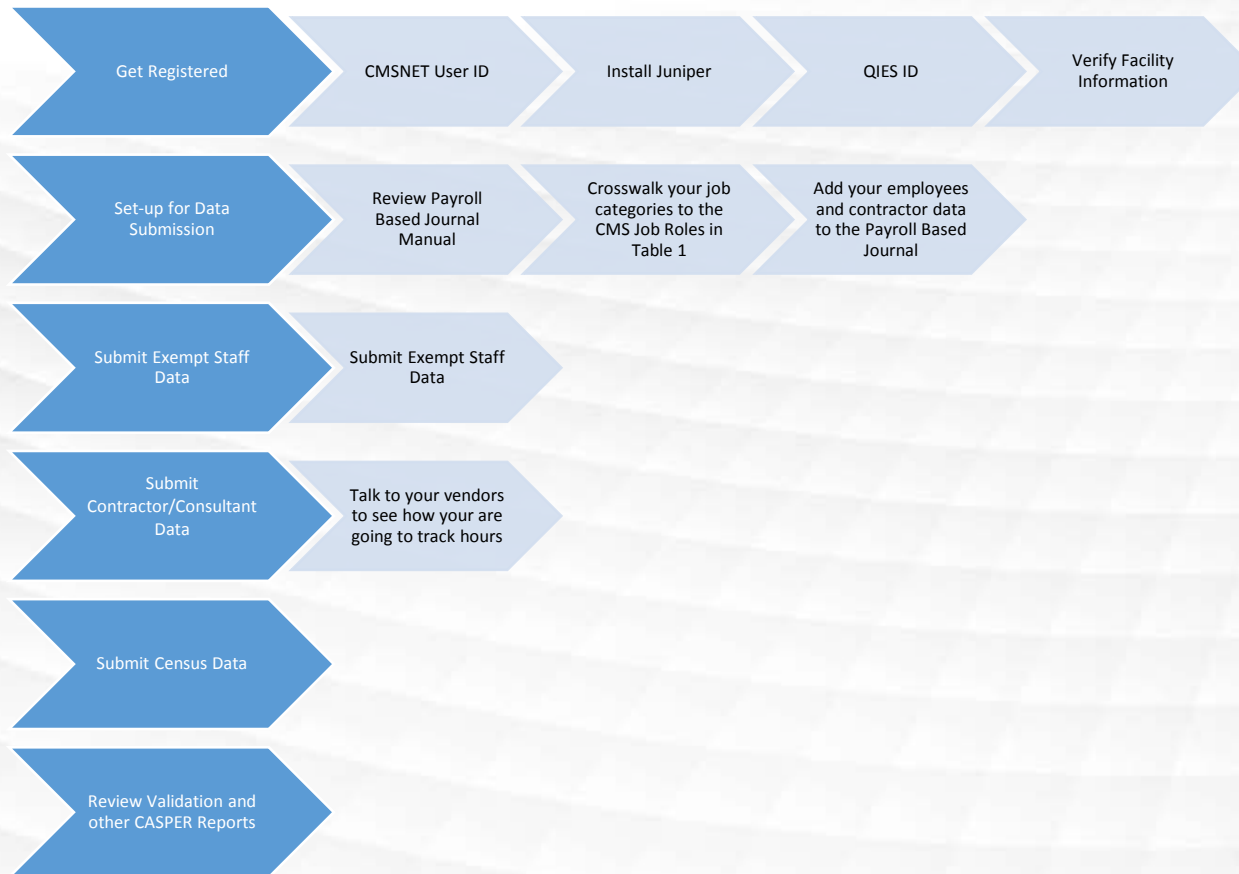 Get Registered
CMSNET User ID
Install Juniper
QIES ID
Verify Facility
Information
Set-up for Data
Submission
Review Payroll
Based Journal
Manual
Crosswalk your job
categories to the
CMS Job Roles in
Table 1
Add your employees
and contractor data
to the Payroll Based
Journal
Submit Exempt Staff
Data
Submit Exempt Staff
Data
Submit
Contractor/Consultant
Data
Talk to your vendors
to see how your are
going to track hours
Submit Census Data
Review Validation and
other CASPER Reports